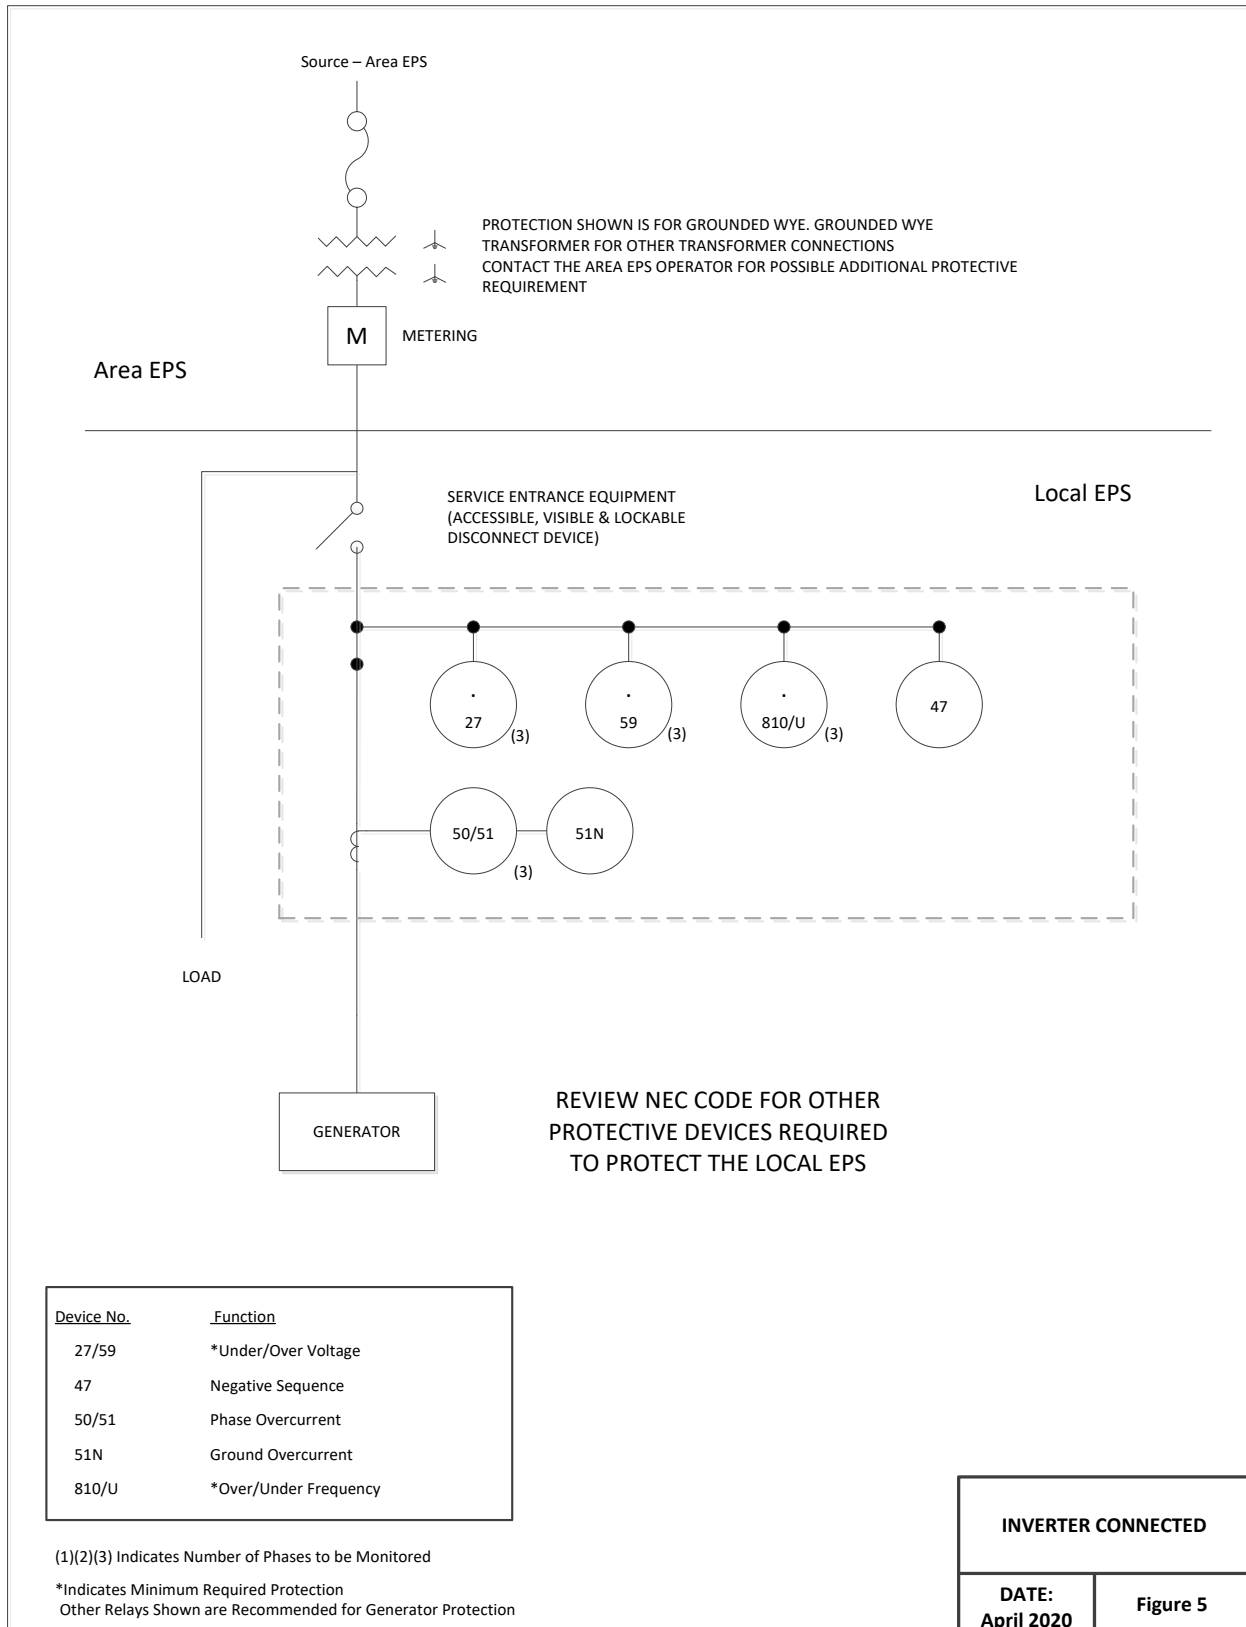 Source – Area EPS
PROTECTION SHOWN IS FOR GROUNDED WYE. GROUNDED WYE
TRANSFORMER FOR OTHER TRANSFORMER CONNECTIONS
CONTACT THE AREA EPS OPERATOR FOR POSSIBLE ADDITIONAL PROTECTIVE
REQUIREMENT
M
METERING
Area EPS
Local EPS
SERVICE ENTRANCE EQUIPMENT
(ACCESSIBLE, VISIBLE & LOCKABLE
DISCONNECT DEVICE)
27
(3)
59
(3)
810/U
(3)
47
50/51
(3)
51N
LOAD
GENERATOR
REVIEW NEC CODE FOR OTHER
PROTECTIVE DEVICES REQUIRED
TO PROTECT THE LOCAL EPS
Device No. Function
27/59 *Under/Over Voltage
47 Negative Sequence
50/51 Phase Overcurrent
51N Ground Overcurrent
810/U *Over/Under Frequency
(1)(2)(3) Indicates Number of Phases to be Monitored
*Indicates Minimum Required Protection
Other Relays Shown are Recommended for Generator Protection
INVERTER CONNECTED
DATE:
April 2020
Figure 5